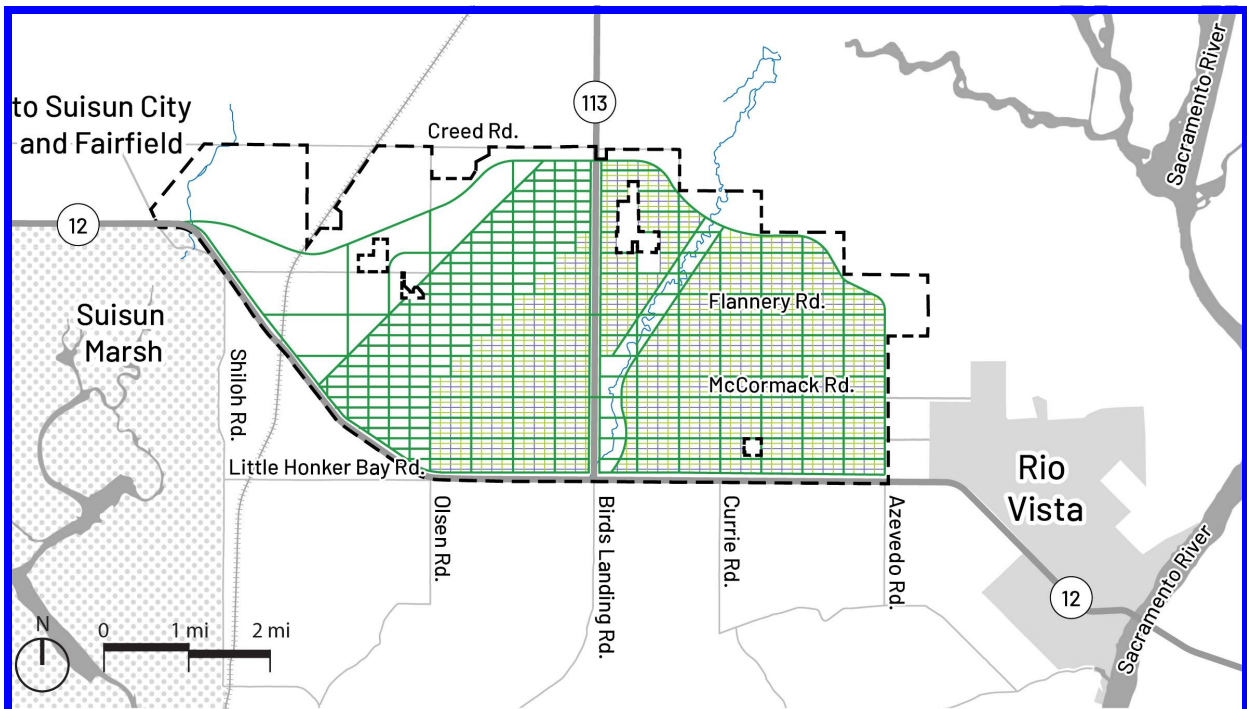 to Suisun City
and Fairfield
113
Creed Rd.
Sacramento River
12
Suisun
Marsh
Shiloh Rd.
Flannery Rd.
McCormack Rd.
Little Honker Bay Rd.
Rio
Vista
Olsen Rd.
Birds Landing Rd.
Currie Rd.
Azevedo Rd.
12
Sacramento River
N
0 1 mi 2 mi